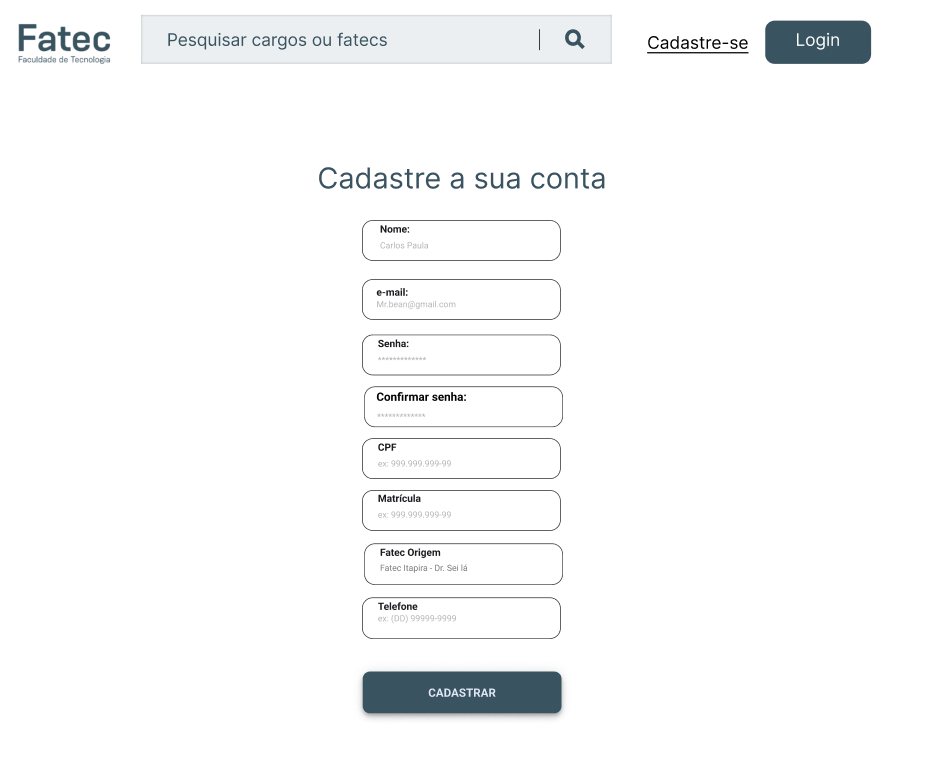 Fatec
Faculdade de Tecnologia
Pesquisar cargos ou fatecs
Cadastre-se
Login
Cadastre a sua conta
Nome:
Carlos Paula
e-mail:
Mr.bean@gmail.com
Senha:
*************
Confirmar senha:
*************
CPF
ex: 999.999.999-99
Matrícula
ex: 999.999.999-99
Fatec Origem
Fatec Itapira - Dr. Sei lá
Telefone
ex: (DD) 99999-9999
CADASTRAR